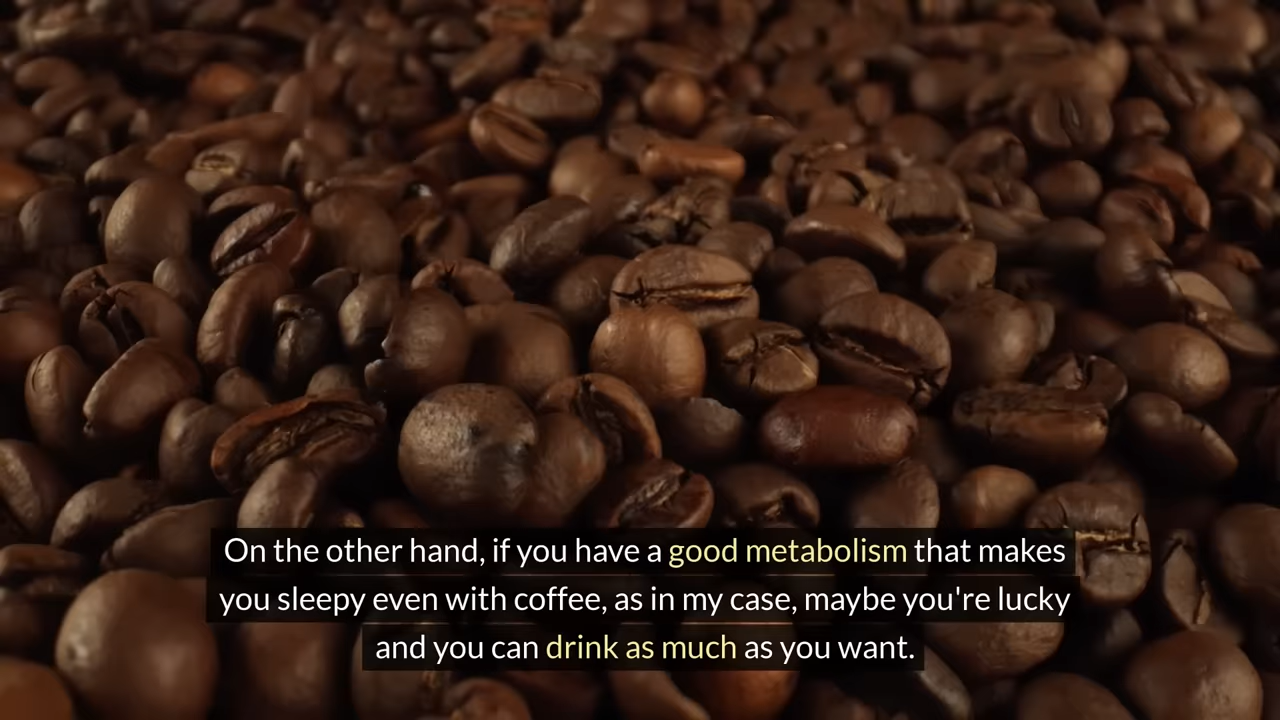 On the other hand, if you have a good metabolism that makes
you sleepy even with coffee, as in my case, maybe you're lucky
and you can drink as much as you want.